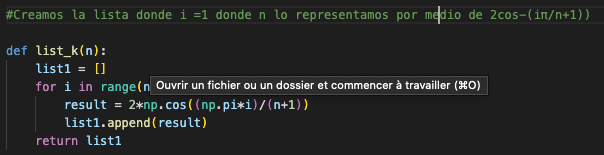 #Creamos la lista donde i =1 donde n lo representamos por medio de 2cos-(iπ/n+1))
def list_k(n):
list1 = []
for i in range(n
Ouvrir un fichier ou un dossier et commencer à travailler (⌘O)
result = 2*np.cos((np.pi*i)/(n+1))
list1.append(result)
return list1